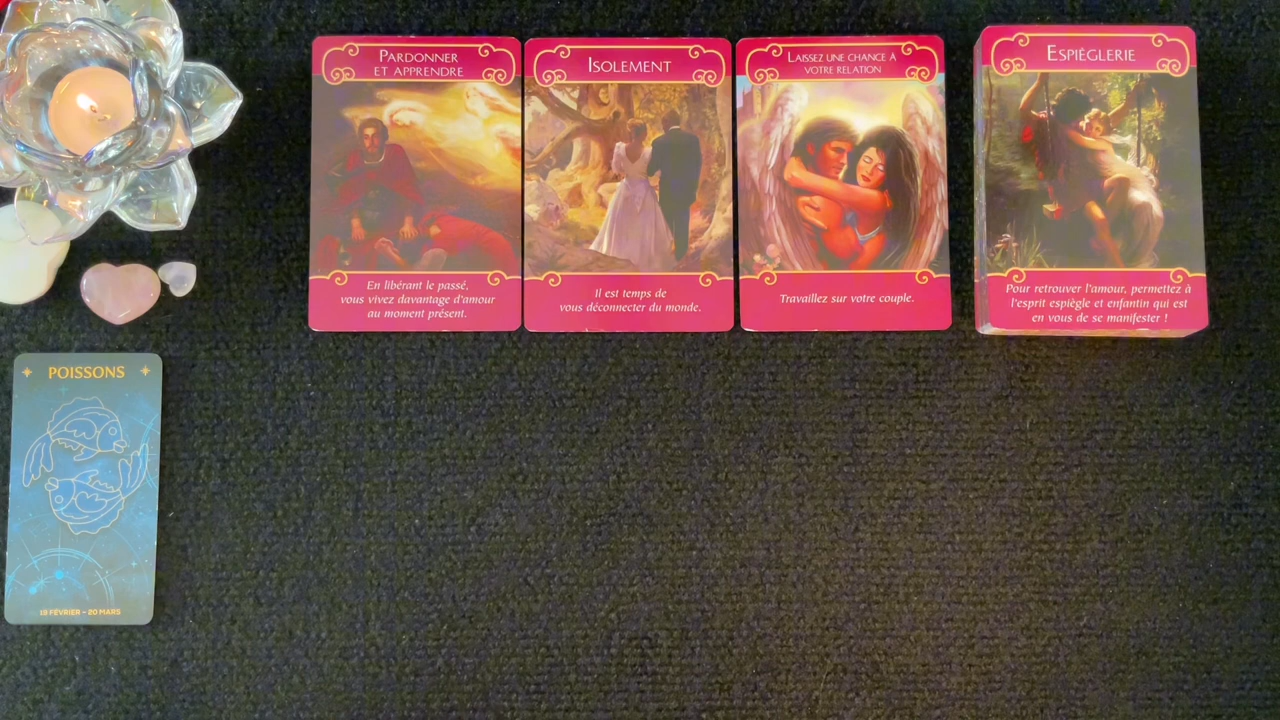 PARDONNER
ET APPRENDRE
En libérant le passé,
vous vivez davantage d'amour
au moment présent.
ISOLEMENT
Il est temps de
vous déconnecter du monde.
LAISSEZ UNE CHANCE À
VOTRE RELATION
Travaillez sur votre couple.
ESPIÈGLERIE
Pour retrouver l'amour, permettez à
l'esprit espiègle et enfantin qui est
en vous de se manifester !
POISSONS
19 FÉVRIER – 20 MARS